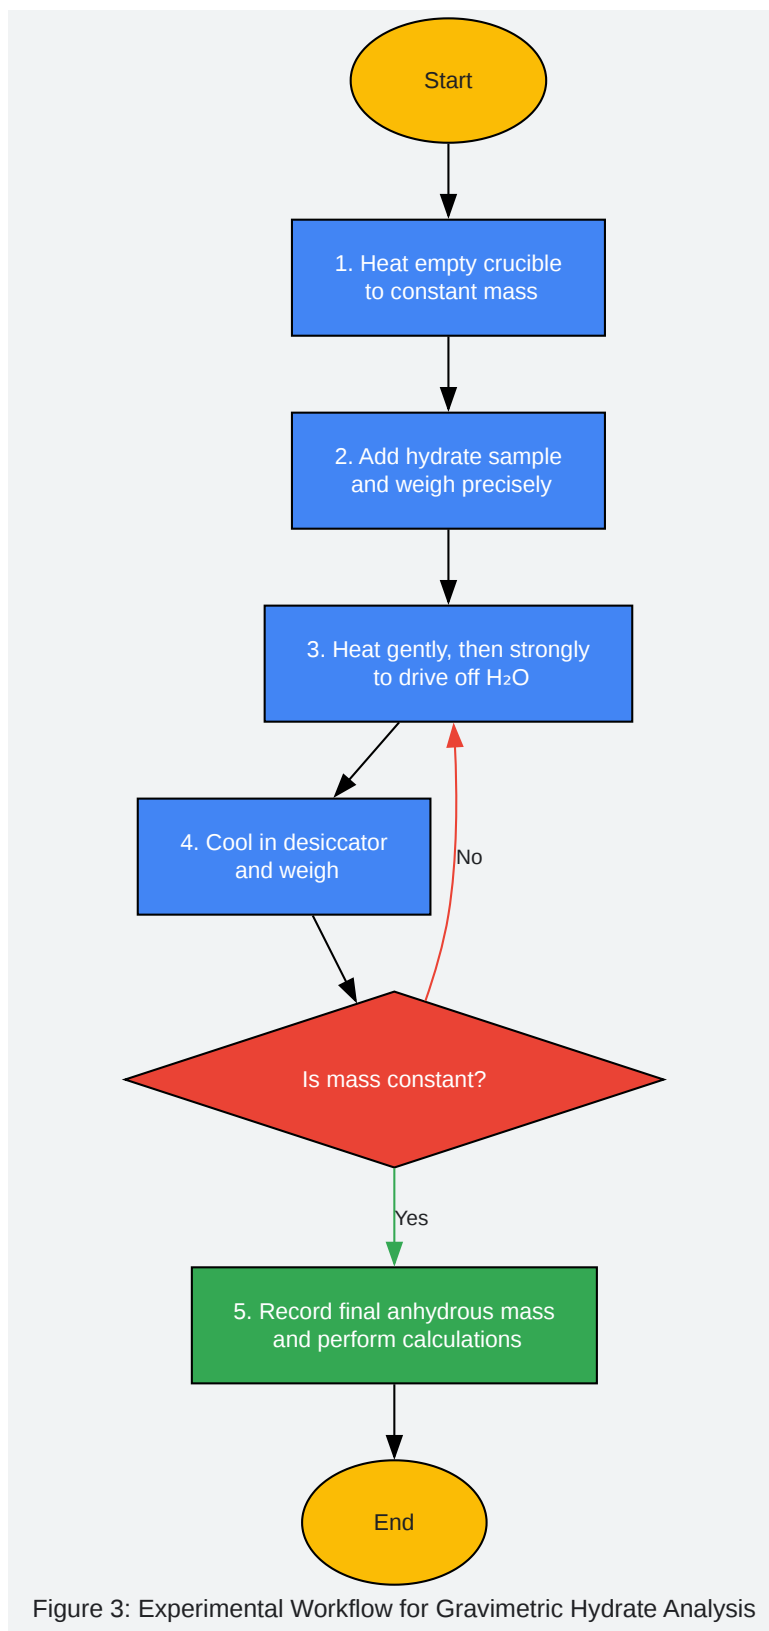 Start
1. Heat empty crucible
to constant mass
2. Add hydrate sample
and weigh precisely
3. Heat gently, then strongly
to drive off H₂O
4. Cool in desiccator
and weigh
No
Is mass constant?
Yes
5. Record final anhydrous mass
and perform calculations
End
Figure 3: Experimental Workflow for Gravimetric Hydrate Analysis